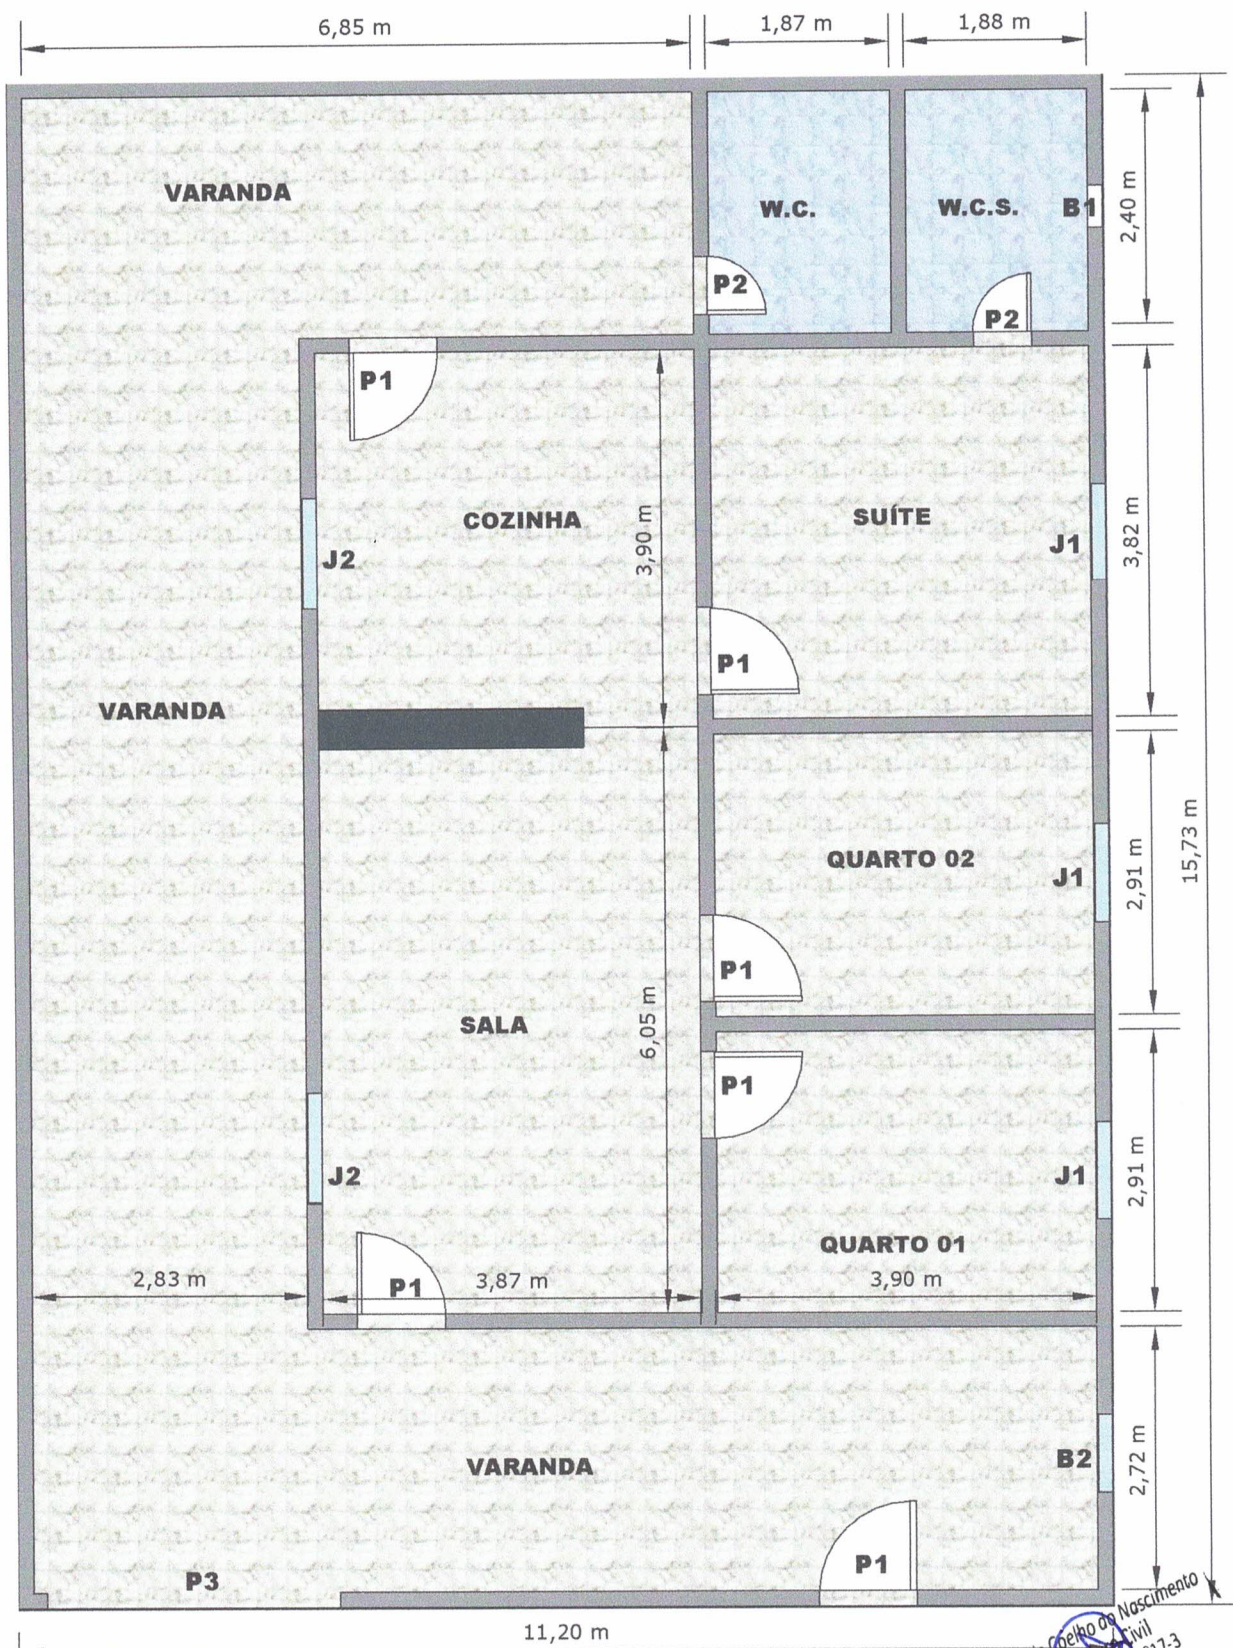 6,85 m
1,87 m
1,88 m
VARANDA
W.C.
W.C.S.
B1
2,40 m
P2
P2
P1
COZINHA
3,90 m
SUÍTE
J1
3,82 m
J2
P1
VARANDA
15,73 m
QUARTO 02
J1
2,91 m
P1
SALA
6,05 m
P1
J2
J1
2,91 m
QUARTO 01
2,83 m
P1
3,87 m
3,90 m
VARANDA
B2
2,72 m
P1
P3
11,20 m
Coelho do Nascimento
Civil